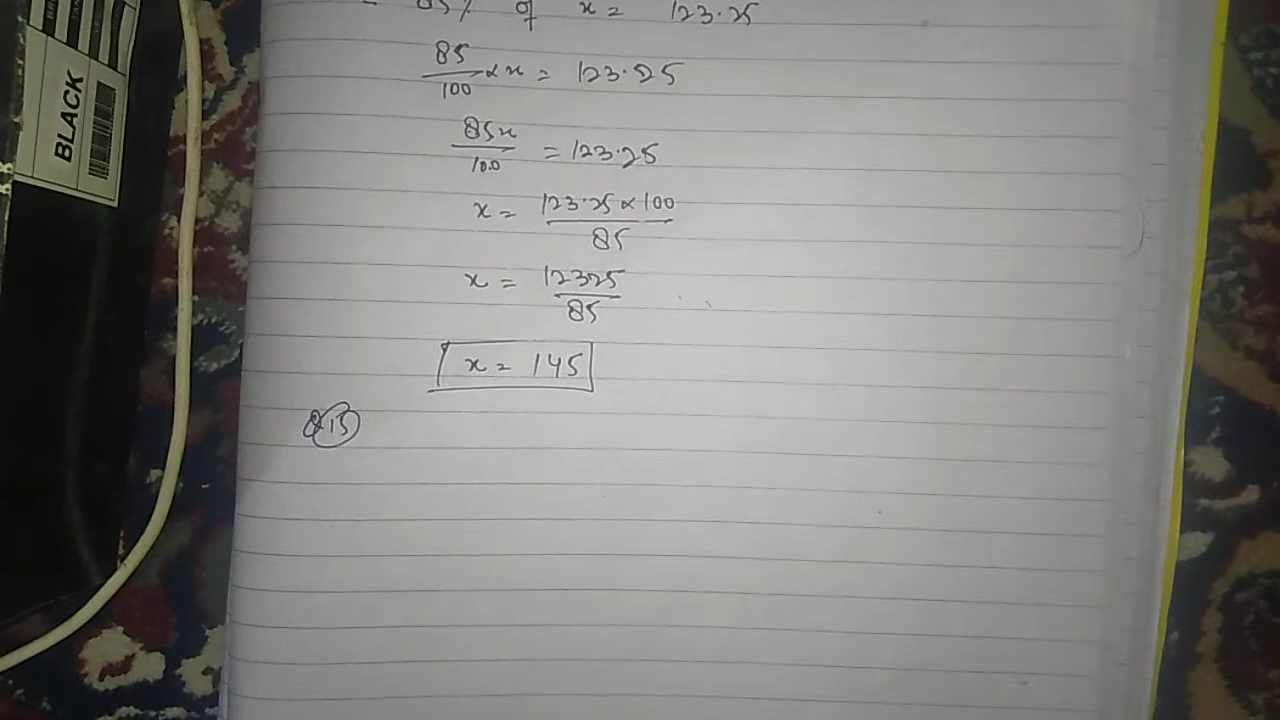 BLACK
= 85% of x = 123.25
85/100 × x = 123.25
85x/100 = 123.25
x = 123.25 × 100/85
x = 12325/85
x = 145
Q 15